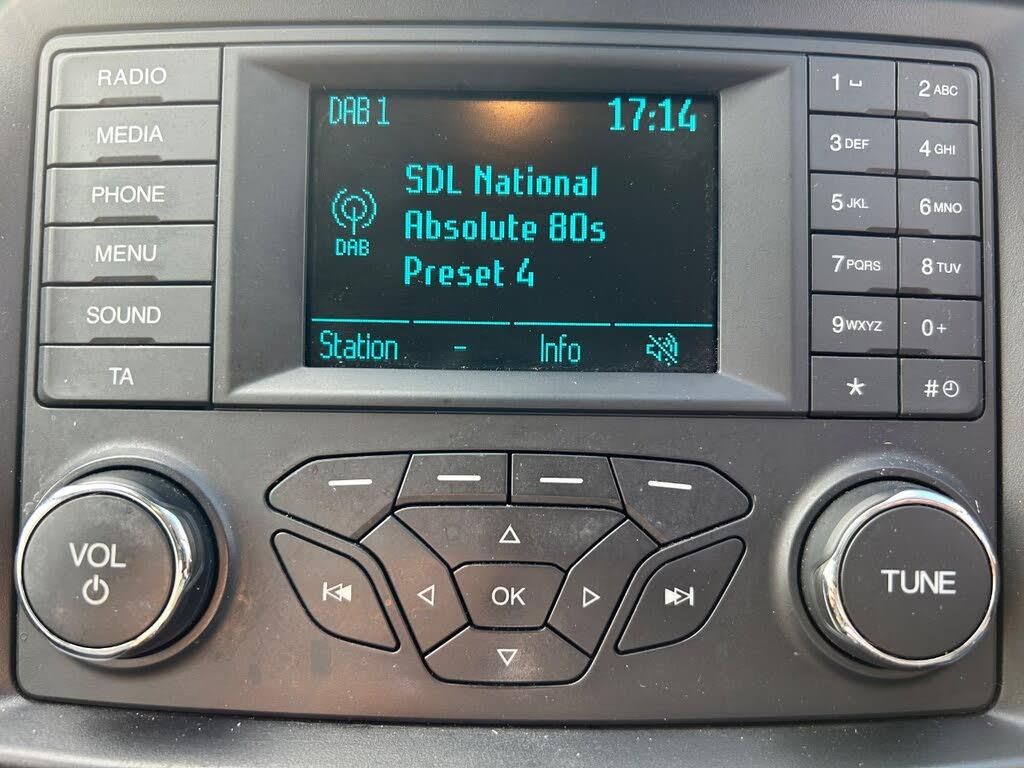 RADIO
MEDIA
PHONE
MENU
SOUND
TA
DAB 1 17:14
SDL National
DAB
Absolute 80s
Preset 4
Station - Info
1
2 ABC
3 DEF
4 GHI
5 JKL
6 MNO
7 PQRS
8 TUV
9 WXYZ
0 +
*
#
VOL
OK
TUNE